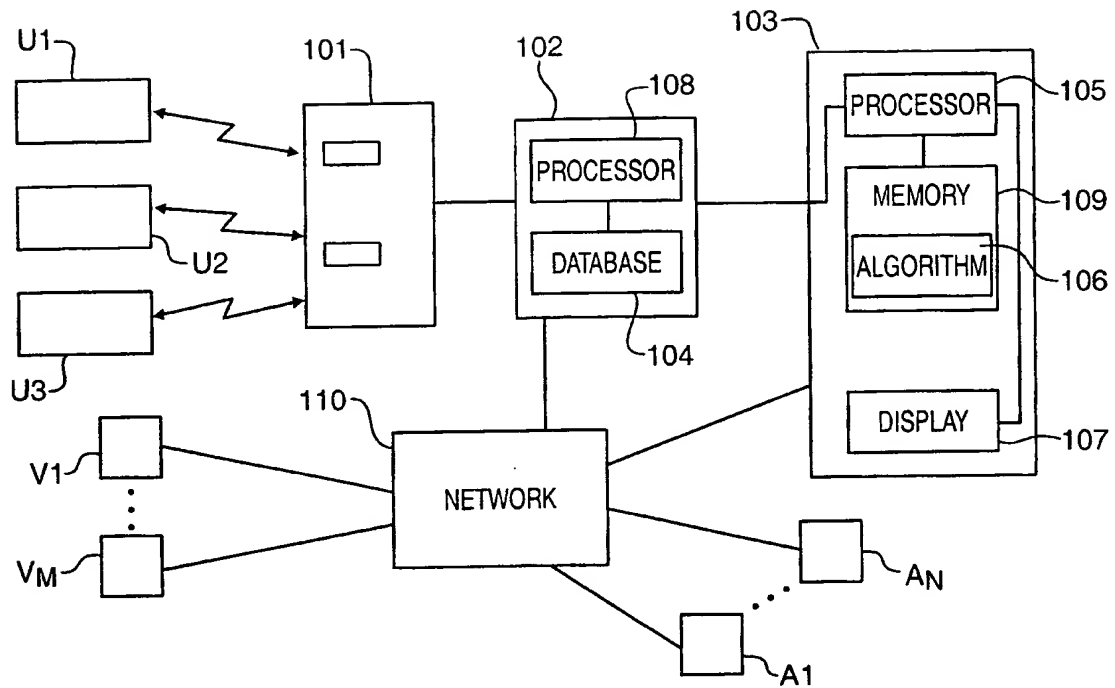 U1
101
102
103
108
105
PROCESSOR
PROCESSOR
MEMORY
109
U2
DATABASE
ALGORITHM
106
104
U3
110
DISPLAY
107
V1
NETWORK
VM
AN
A1